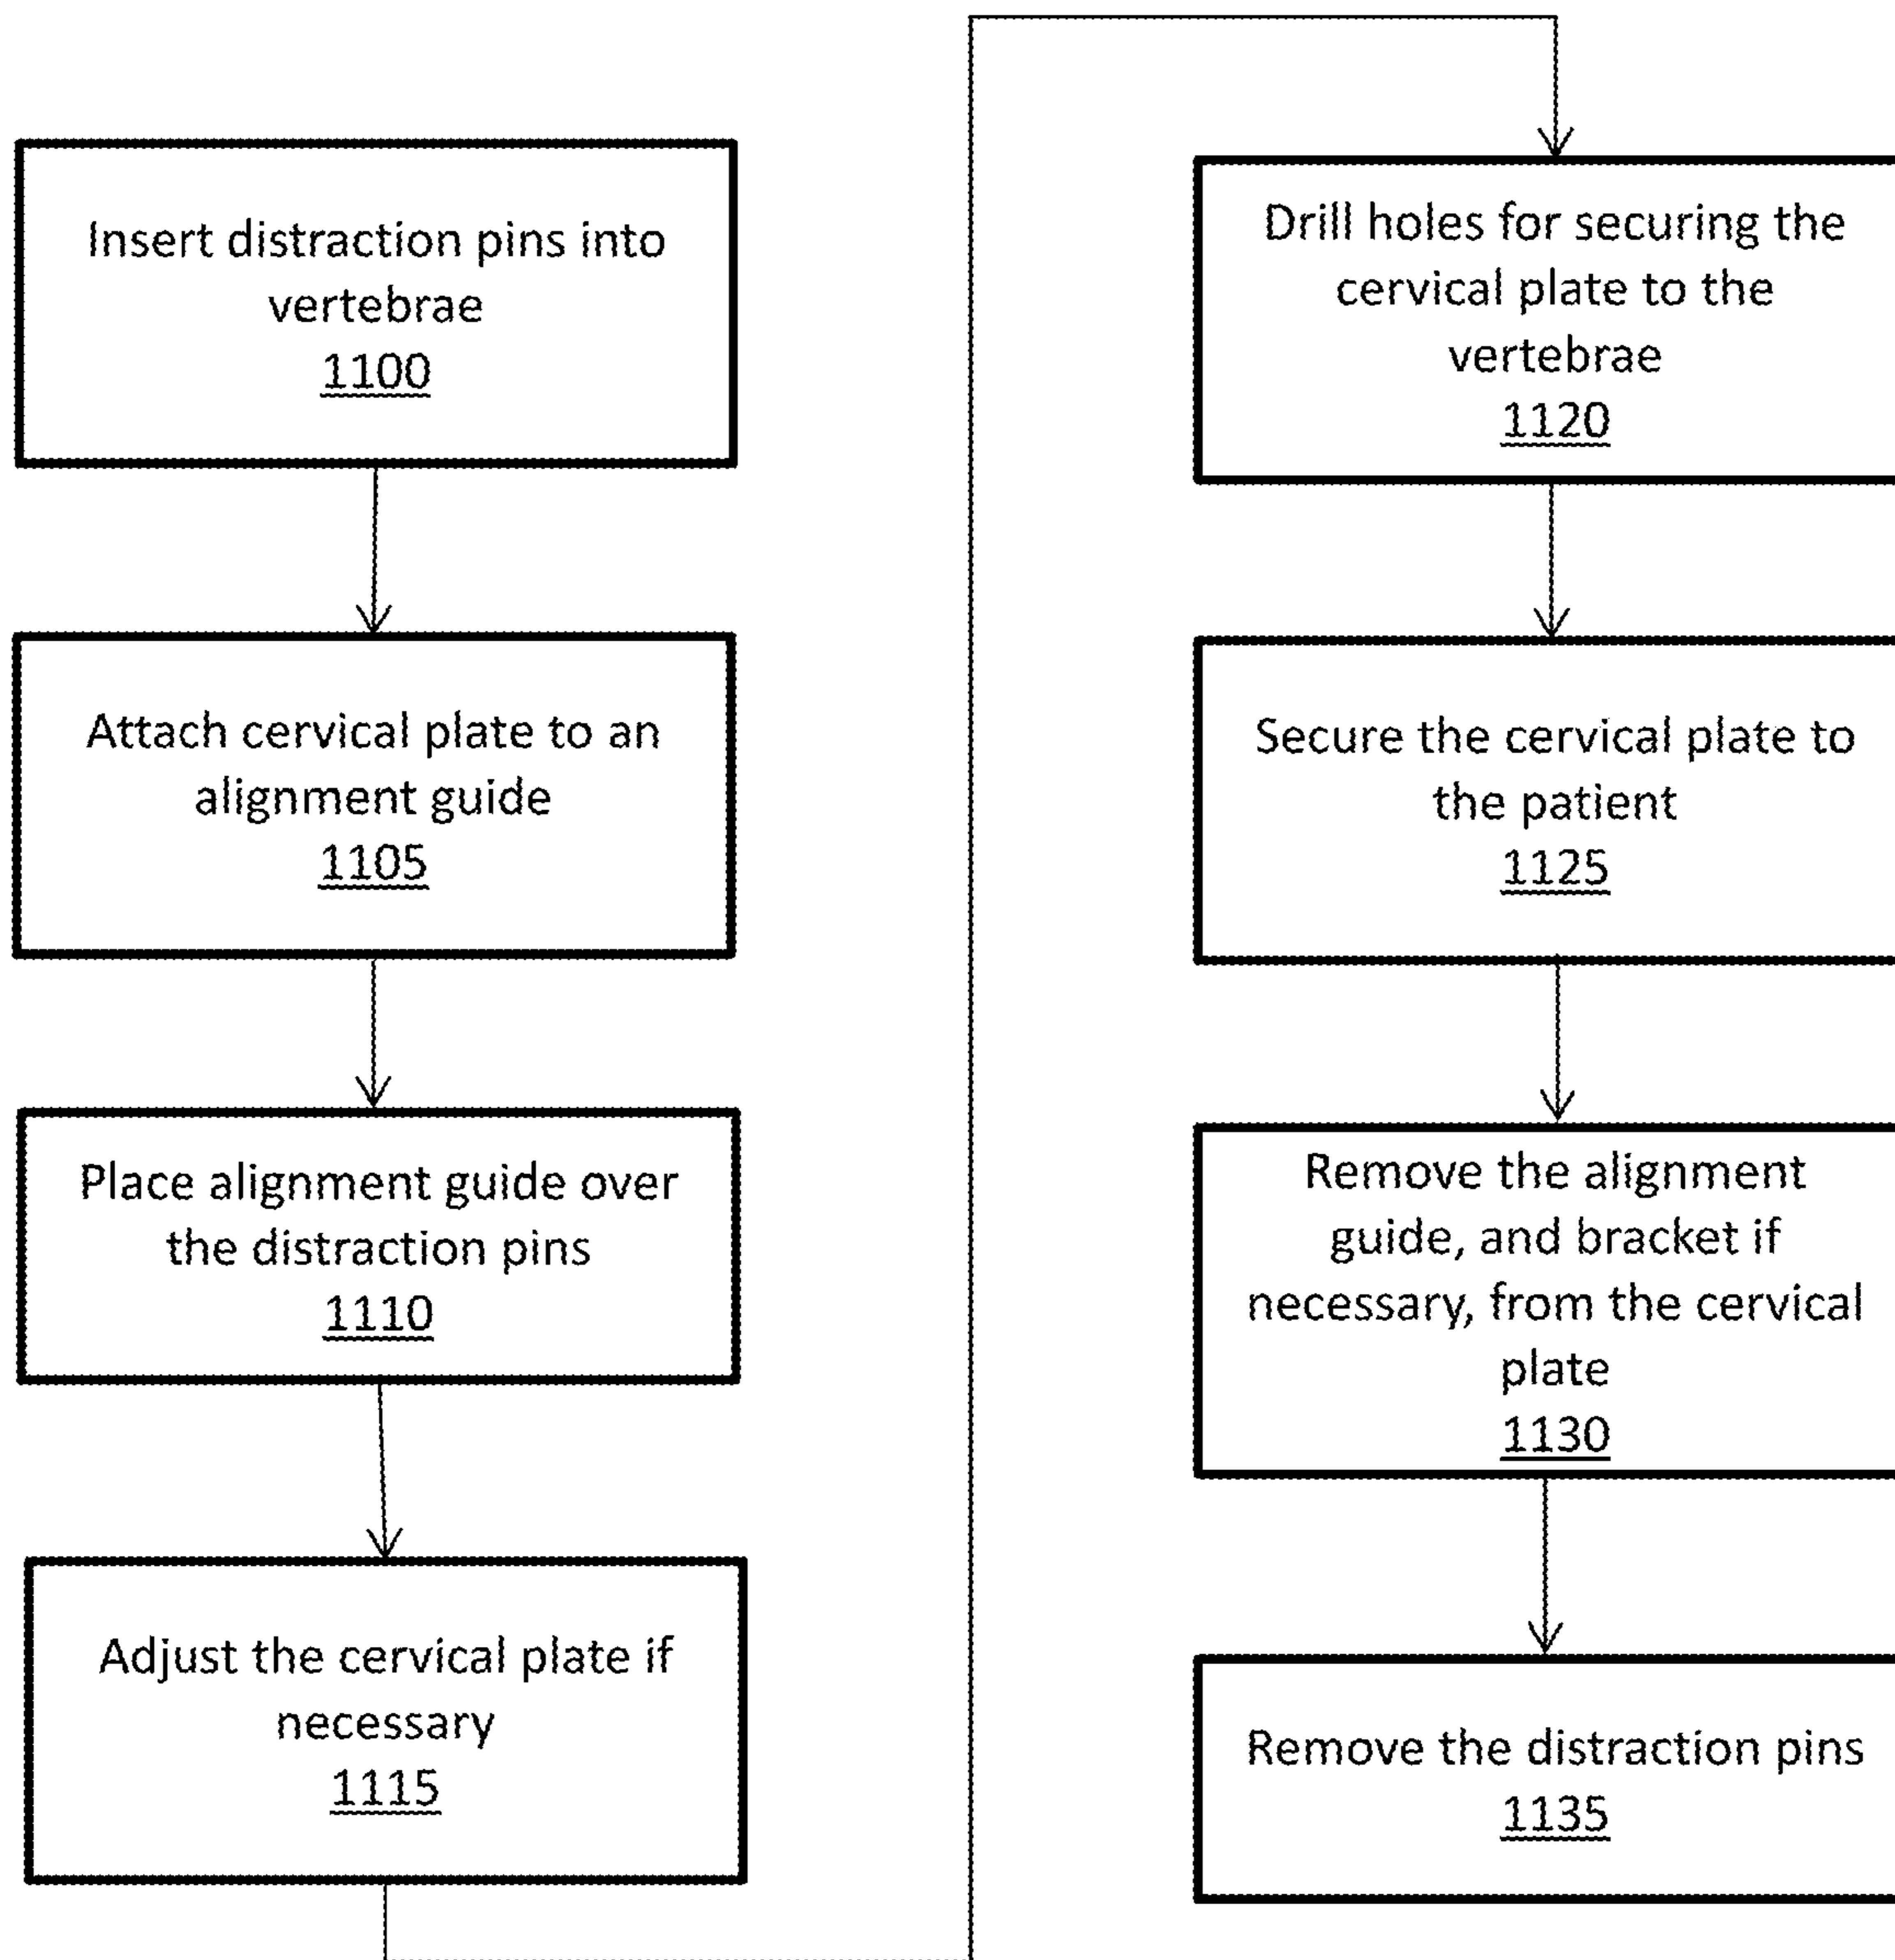 Insert distraction pins into
vertebrae
1100
Attach cervical plate to an
alignment guide
1105
Place alignment guide over
the distraction pins
1110
Adjust the cervical plate if
necessary
1115
Drill holes for securing the
cervical plate to the
vertebrae
1120
Secure the cervical plate to
the patient
1125
Remove the alignment
guide, and bracket if
necessary, from the cervical
plate
1130
Remove the distraction pins
1135